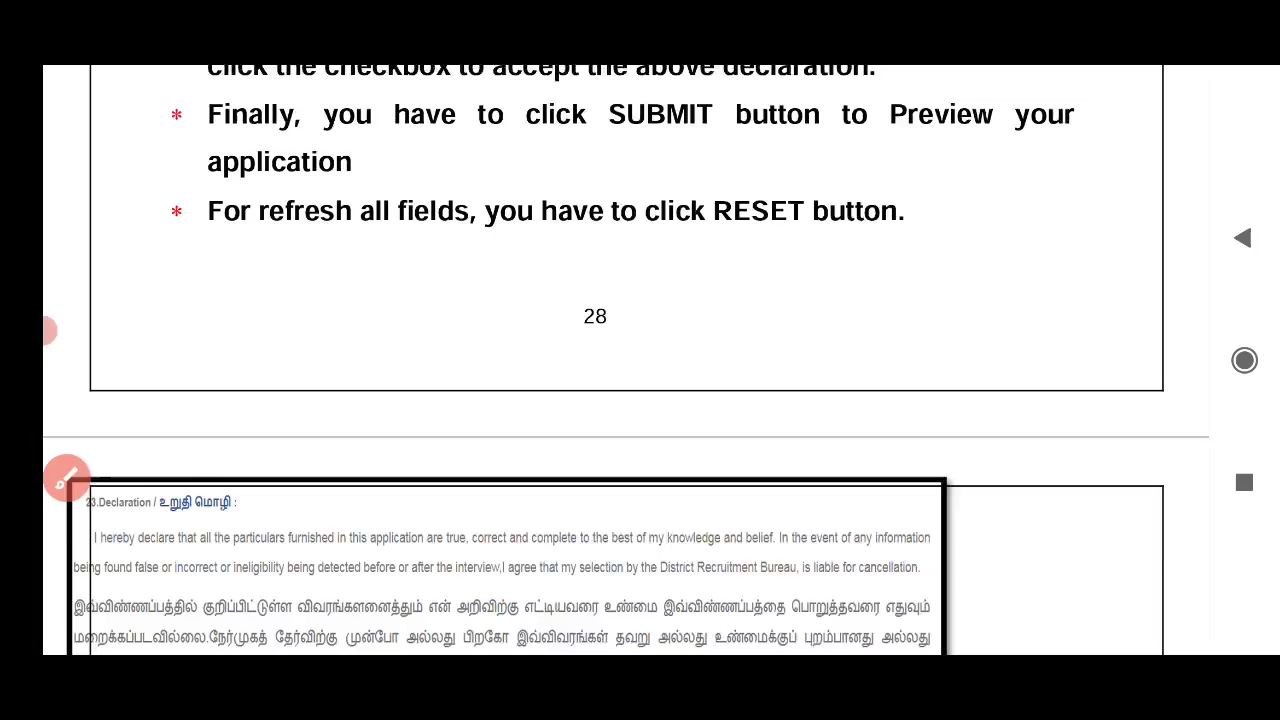 click the checkbox to accept the above declaration.
* Finally, you have to click SUBMIT button to Preview your
application
* For refresh all fields, you have to click RESET button.
28
23.Declaration / உறுதி மொழி :
I hereby declare that all the particulars furnished in this application are true, correct and complete to the best of my knowledge and belief. In the event of any information
being found false or incorrect or ineligibility being detected before or after the interview,I agree that my selection by the District Recruitment Bureau, is liable for cancellation.
இவ்விண்ணப்பத்தில் குறிப்பிட்டுள்ள விவரங்களனைத்தும் என் அறிவிற்கு எட்டியவரை உண்மை இவ்விண்ணப்பத்தை பொறுத்தவரை எதுவும்
மறைக்கப்படவில்லை.நேர்முகத் தேர்விற்கு முன்போ அல்லது பிறகோ இவ்விவரங்கள் தவறு அல்லது உண்மைக்குப் புறம்பானது அல்லது